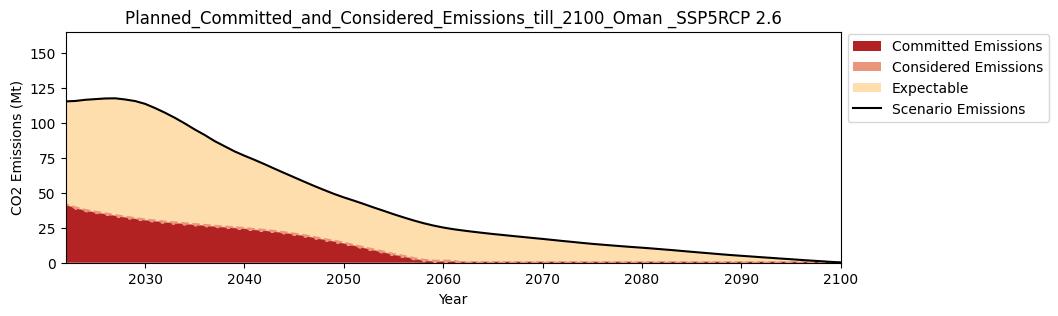 Planned_Committed_and_Considered_Emissions_till_2100_Oman _SSP5RCP 2.6
150
125
100
75
50
25
0
CO2 Emissions (Mt)
2030 2040 2050 2060 2070 2080 2090 2100
Year
Committed Emissions
Considered Emissions
Expectable
Scenario Emissions